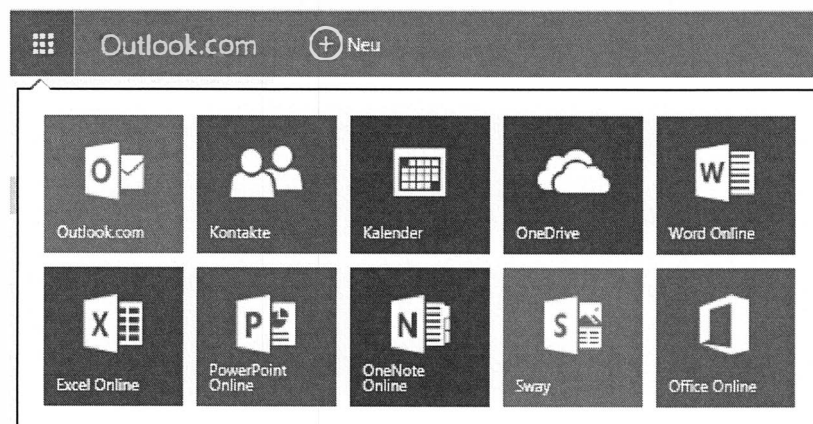 Outlook.com
Neu
Outlook.com
Kontakte
Kalender
OneDrive
Word Online
Excel Online
PowerPoint
Online
OneNote
Online
Sway
Office Online